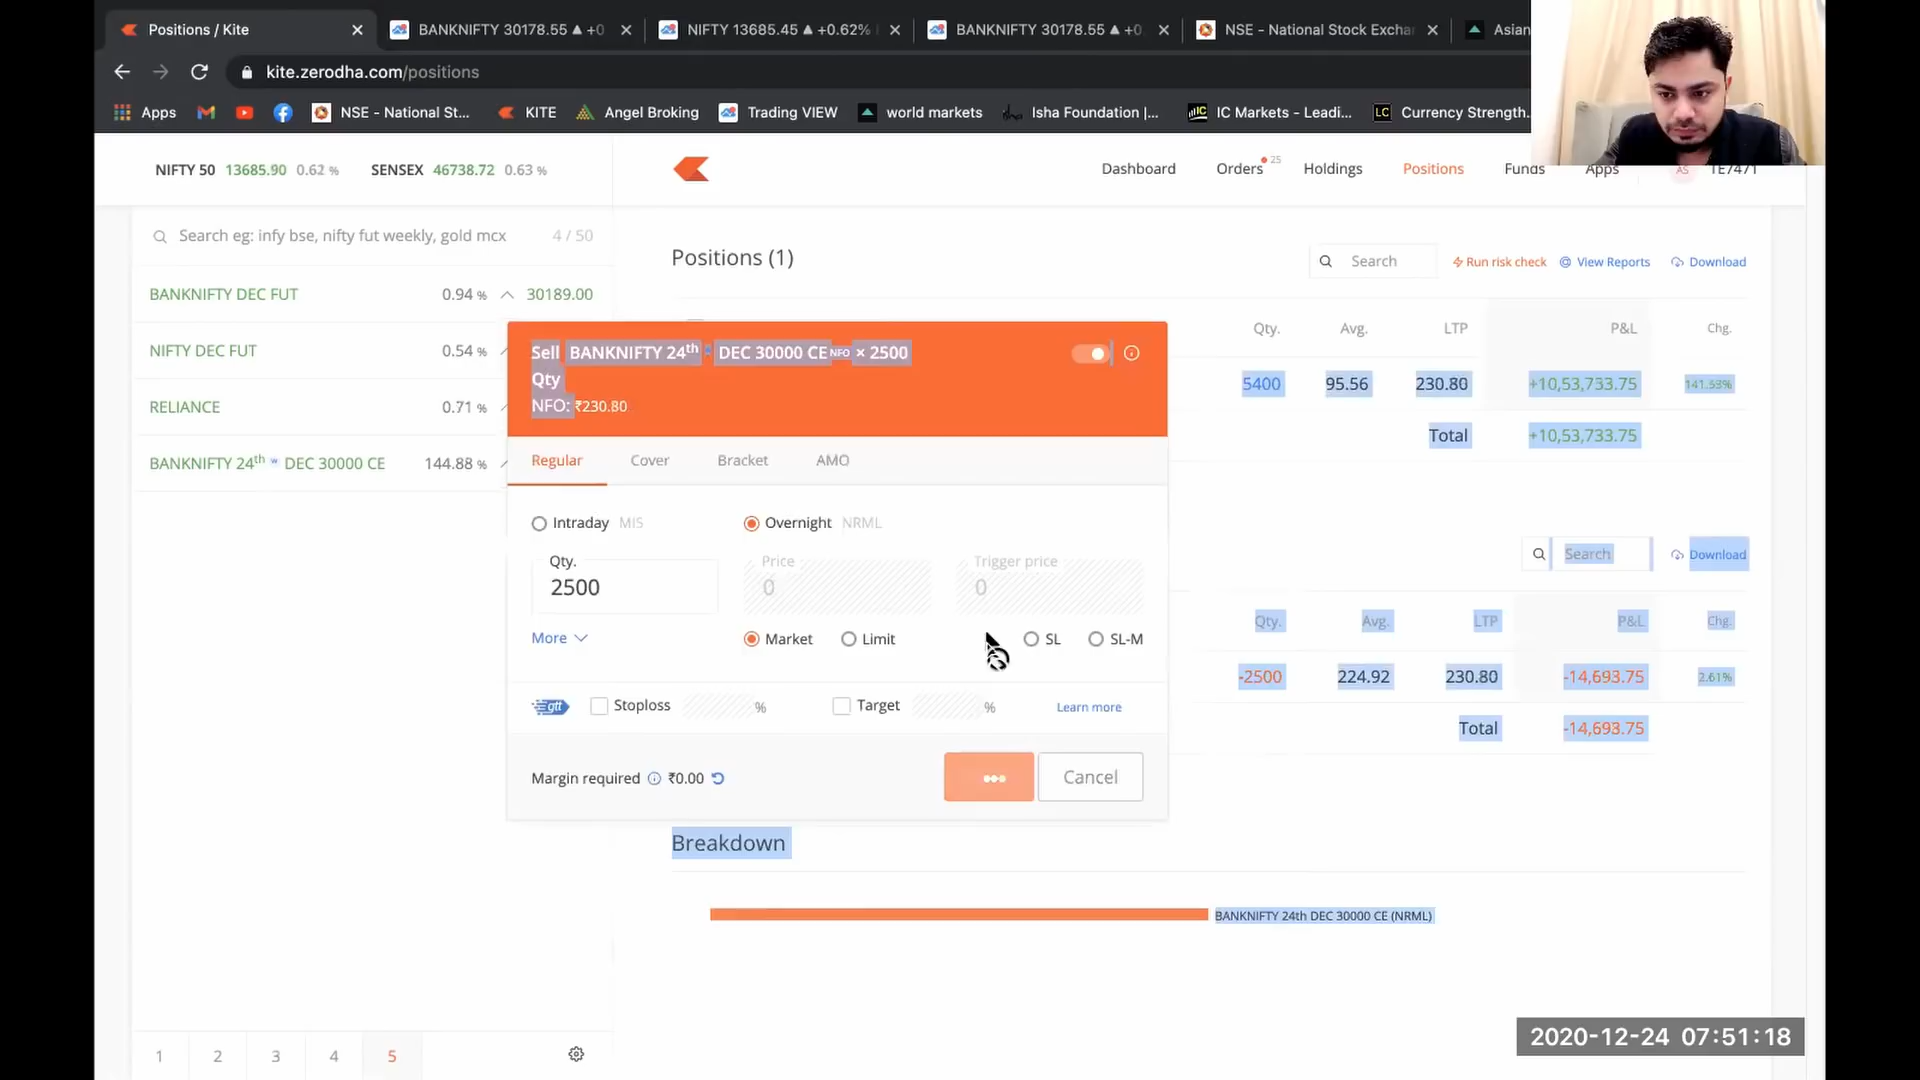 Positions / Kite
BANKNIFTY 30178.55 ▲ +0
NIFTY 13685.45 ▲ +0.62%
BANKNIFTY 30178.55 ▲ +0
NSE - National Stock Exchan
Asian
kite.zerodha.com/positions
Apps
NSE - National St...
KITE
Angel Broking
Trading VIEW
world markets
Isha Foundation |...
IC Markets - Leadi...
LC Currency Strength...
NIFTY 50 13685.90 0.62 %
SENSEX 46738.72 0.63 %
Dashboard
Orders 25
Holdings
Positions
Funds
Apps
AS TE7471
Search eg: infy bse, nifty fut weekly, gold mcx 4 / 50
BANKNIFTY DEC FUT 0.94 % 30189.00
NIFTY DEC FUT 0.54 %
RELIANCE 0.71 %
BANKNIFTY 24th w DEC 30000 CE 144.88 %
Positions (1)
Search
Run risk check
View Reports
Download
Qty. Avg. LTP P&L Chg.
5400 95.56 230.80 +10,53,733.75 141.53%
Total +10,53,733.75
Sell BANKNIFTY 24th w DEC 30000 CE NFO × 2500
Qty
NFO: ₹230.80
Regular Cover Bracket AMO
Intraday MIS
Overnight NRML
Qty. Price Trigger price
2500 0 0
More
Market Limit SL SL-M
gtt Stoploss % Target % Learn more
Margin required ₹0.00
Cancel
Search
Download
Qty. Avg. LTP P&L Chg.
-2500 224.92 230.80 -14,693.75 2.61%
Total -14,693.75
Breakdown
BANKNIFTY 24th DEC 30000 CE (NRML)
1 2 3 4 5
2020-12-24 07:51:18